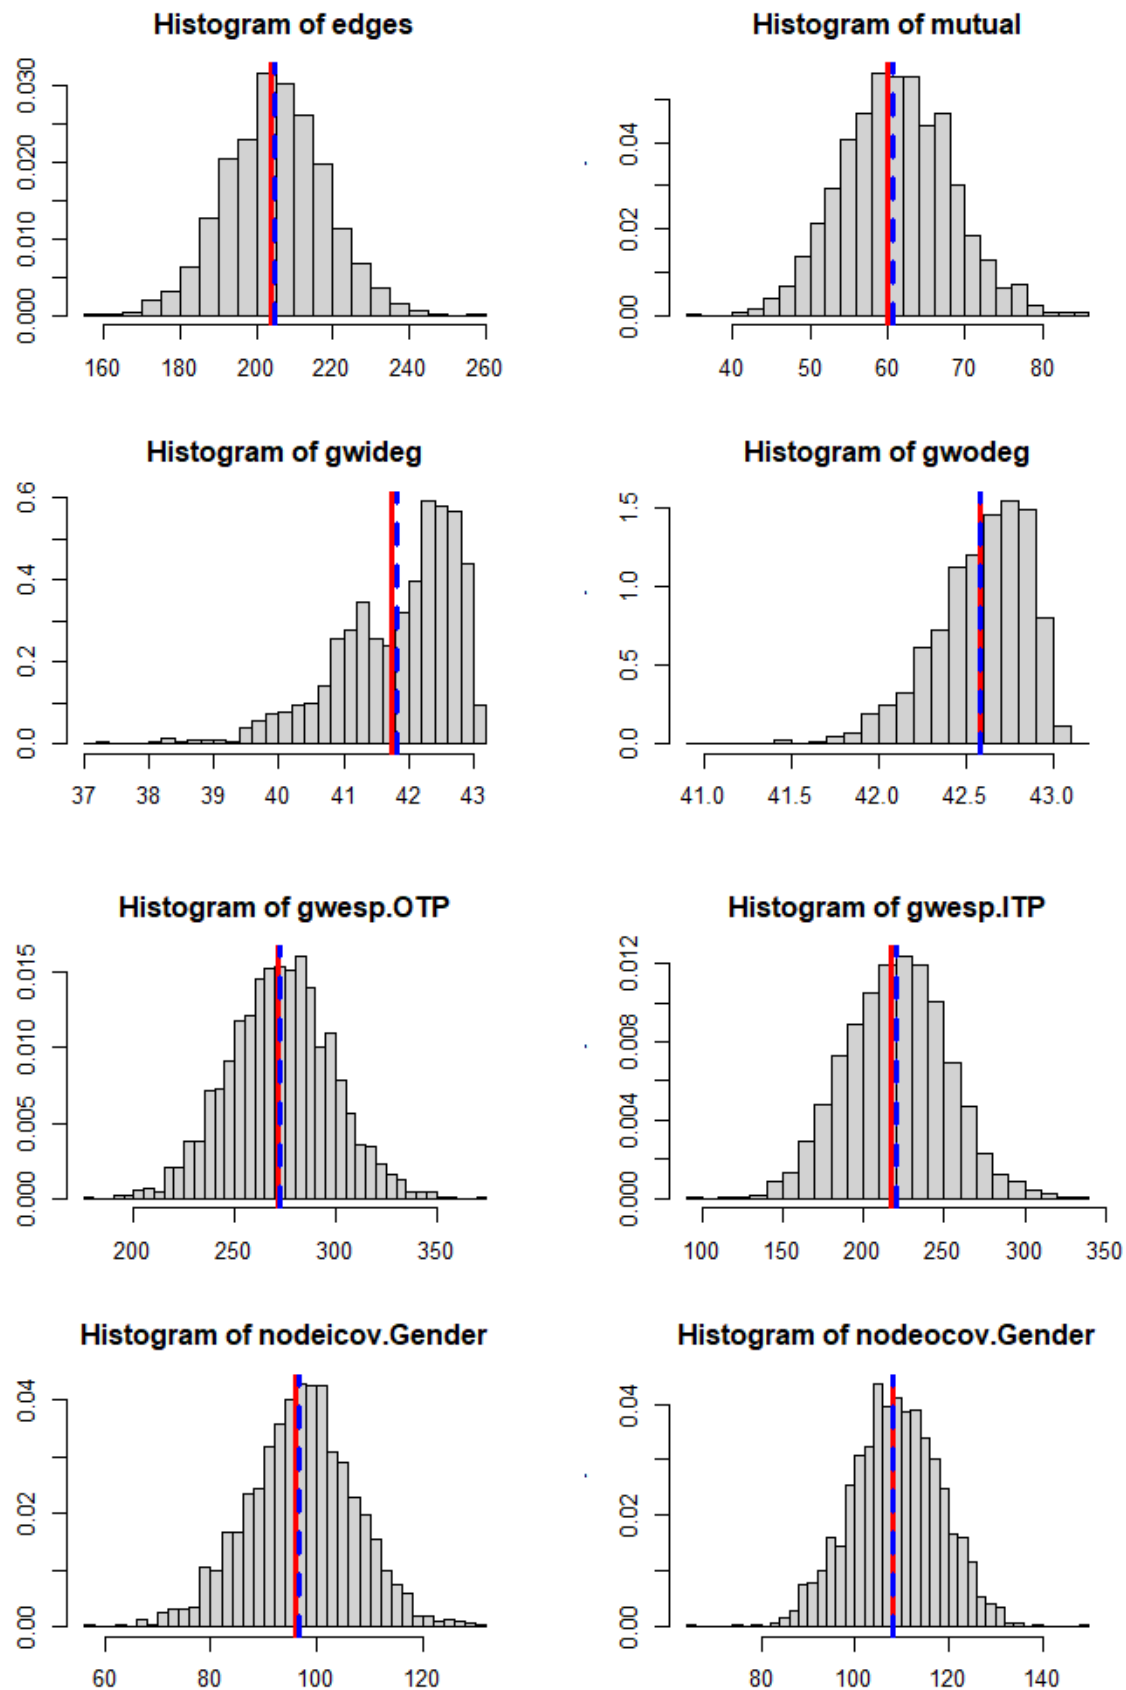 Histogram of edges
0.000 0.010 0.020 0.030
160 180 200 220 240 260
Histogram of mutual
0.00 0.02 0.04
40 50 60 70 80
Histogram of gwideg
0.0 0.2 0.4 0.6
37 38 39 40 41 42 43
Histogram of gwodeg
0.0 0.5 1.0 1.5
41.0 41.5 42.0 42.5 43.0
Histogram of gwesp.OTP
0.000 0.005 0.010 0.015
200 250 300 350
Histogram of gwesp.ITP
0.000 0.004 0.008 0.012
100 150 200 250 300 350
Histogram of nodeicov.Gender
0.00 0.02 0.04
60 80 100 120
Histogram of nodeocov.Gender
0.00 0.02 0.04
80 100 120 140